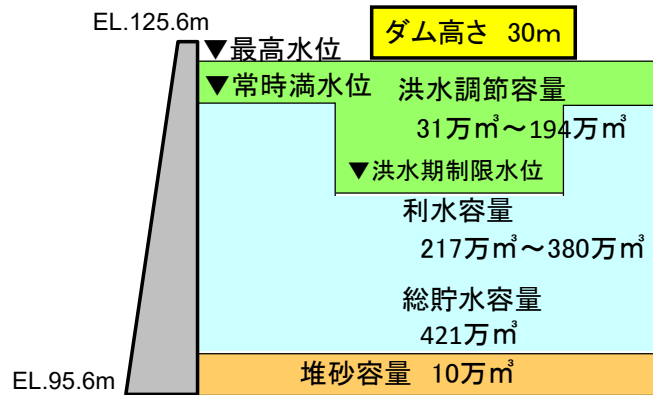 EL.125.6m
ダム高さ 30m
▼最高水位
▼常時満水位
洪水調節容量
31万㎥～194万㎥
▼洪水期制限水位
利水容量
217万㎥～380万㎥
総貯水容量
421万㎥
堆砂容量 10万㎥
EL.95.6m